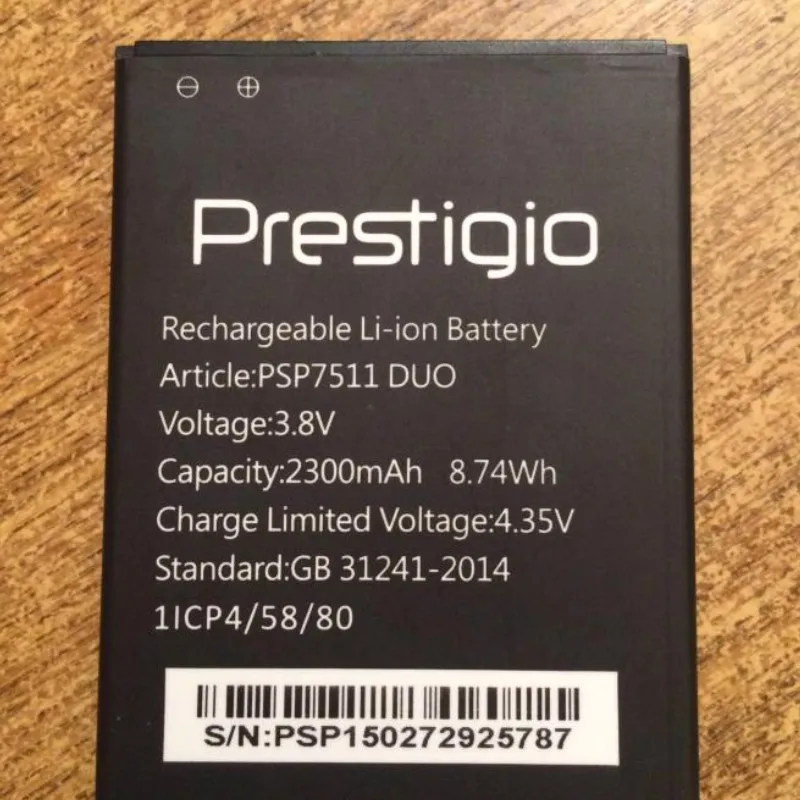 Prestigio
Rechargeable Li-ion Battery
Article:PSP7511 DUO
Voltage:3.8V
Capacity:2300mAh 8.74Wh
Charge Limited Voltage:4.35V
Standard:GB 31241-2014
1ICP4/58/80
S/N:PSP150272925787